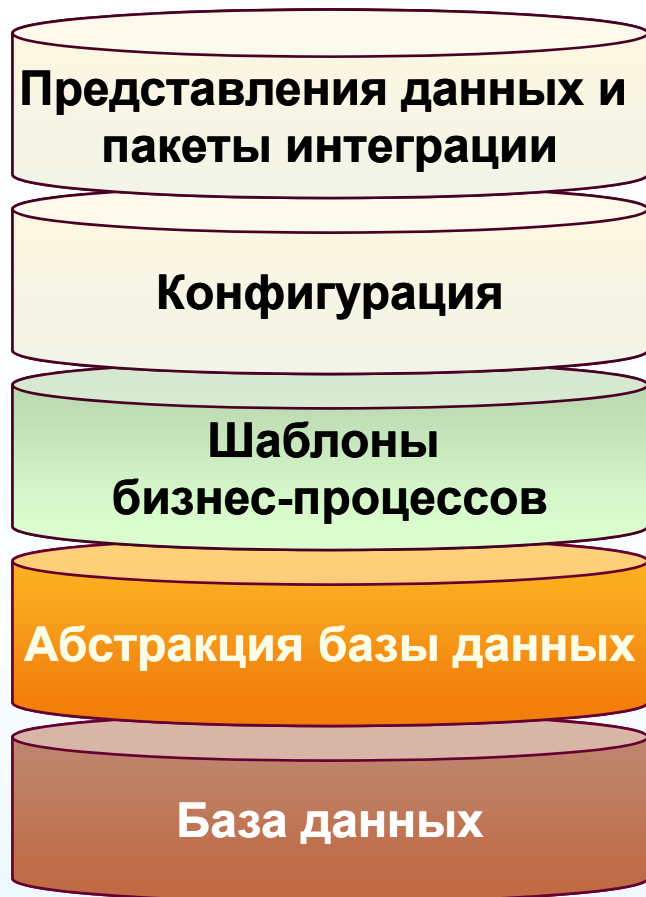 Представления данных и
пакеты интеграции
Конфигурация
Шаблоны
бизнес-процессов
Абстракция базы данных
База данных